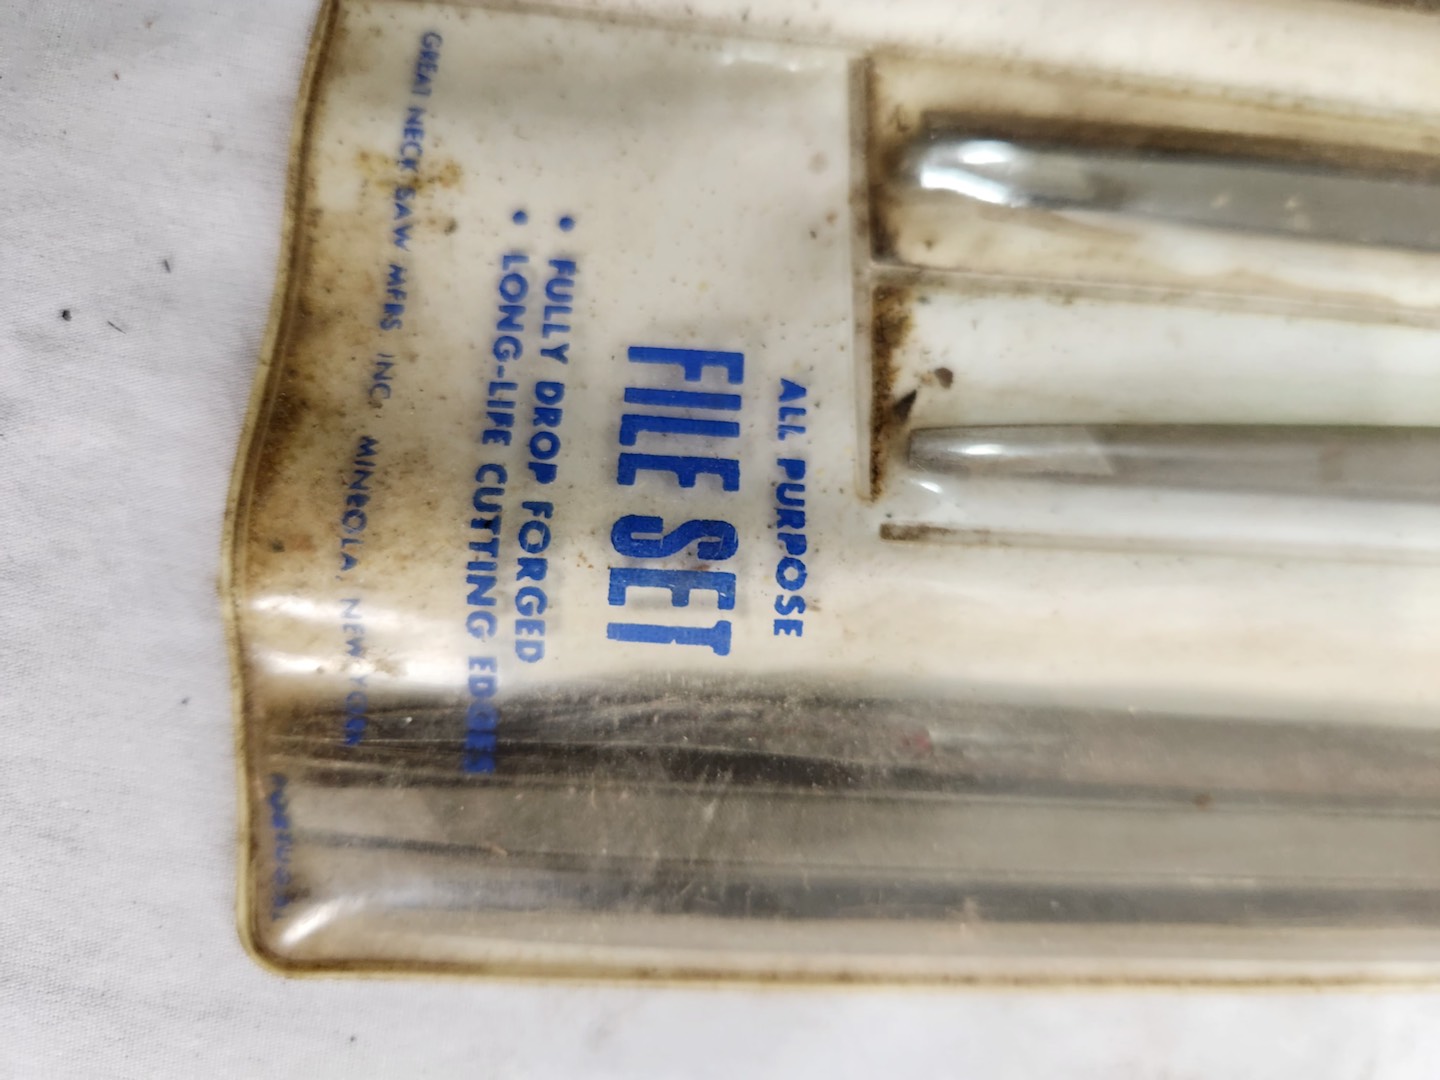 ALL PURPOSE
FILE SET
• FULLY DROP FORGED
• LONG-LIFE CUTTING EDGES
GREAT NECK SAW MFRS INC. MINEOLA, NEW YORK
PORTUGAL